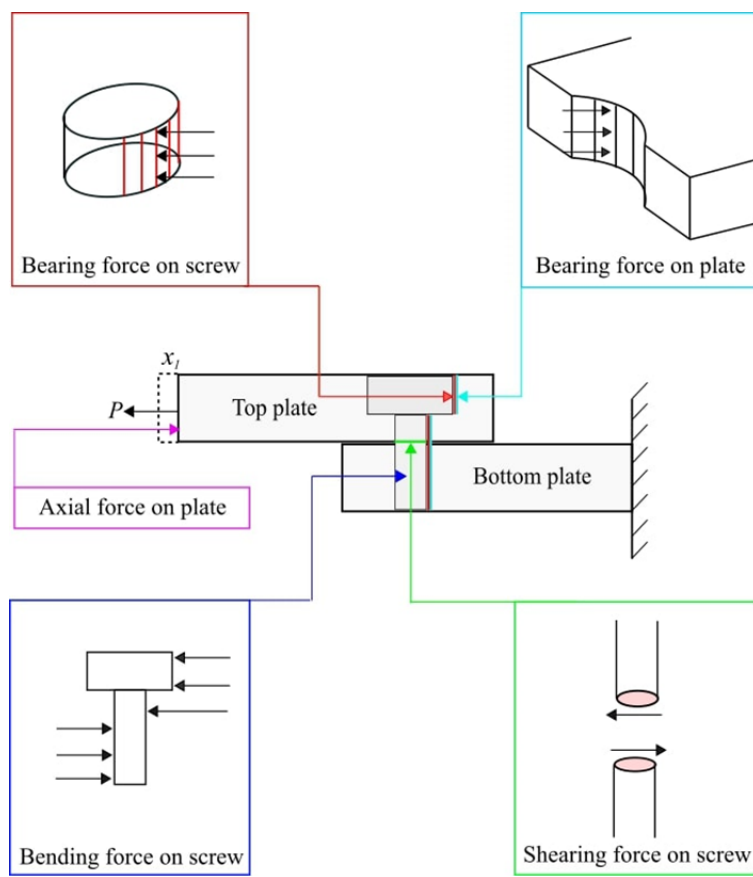 Bearing force on screw
Bearing force on plate
x₁
P
Top plate
Bottom plate
Axial force on plate
Bending force on screw
Shearing force on screw